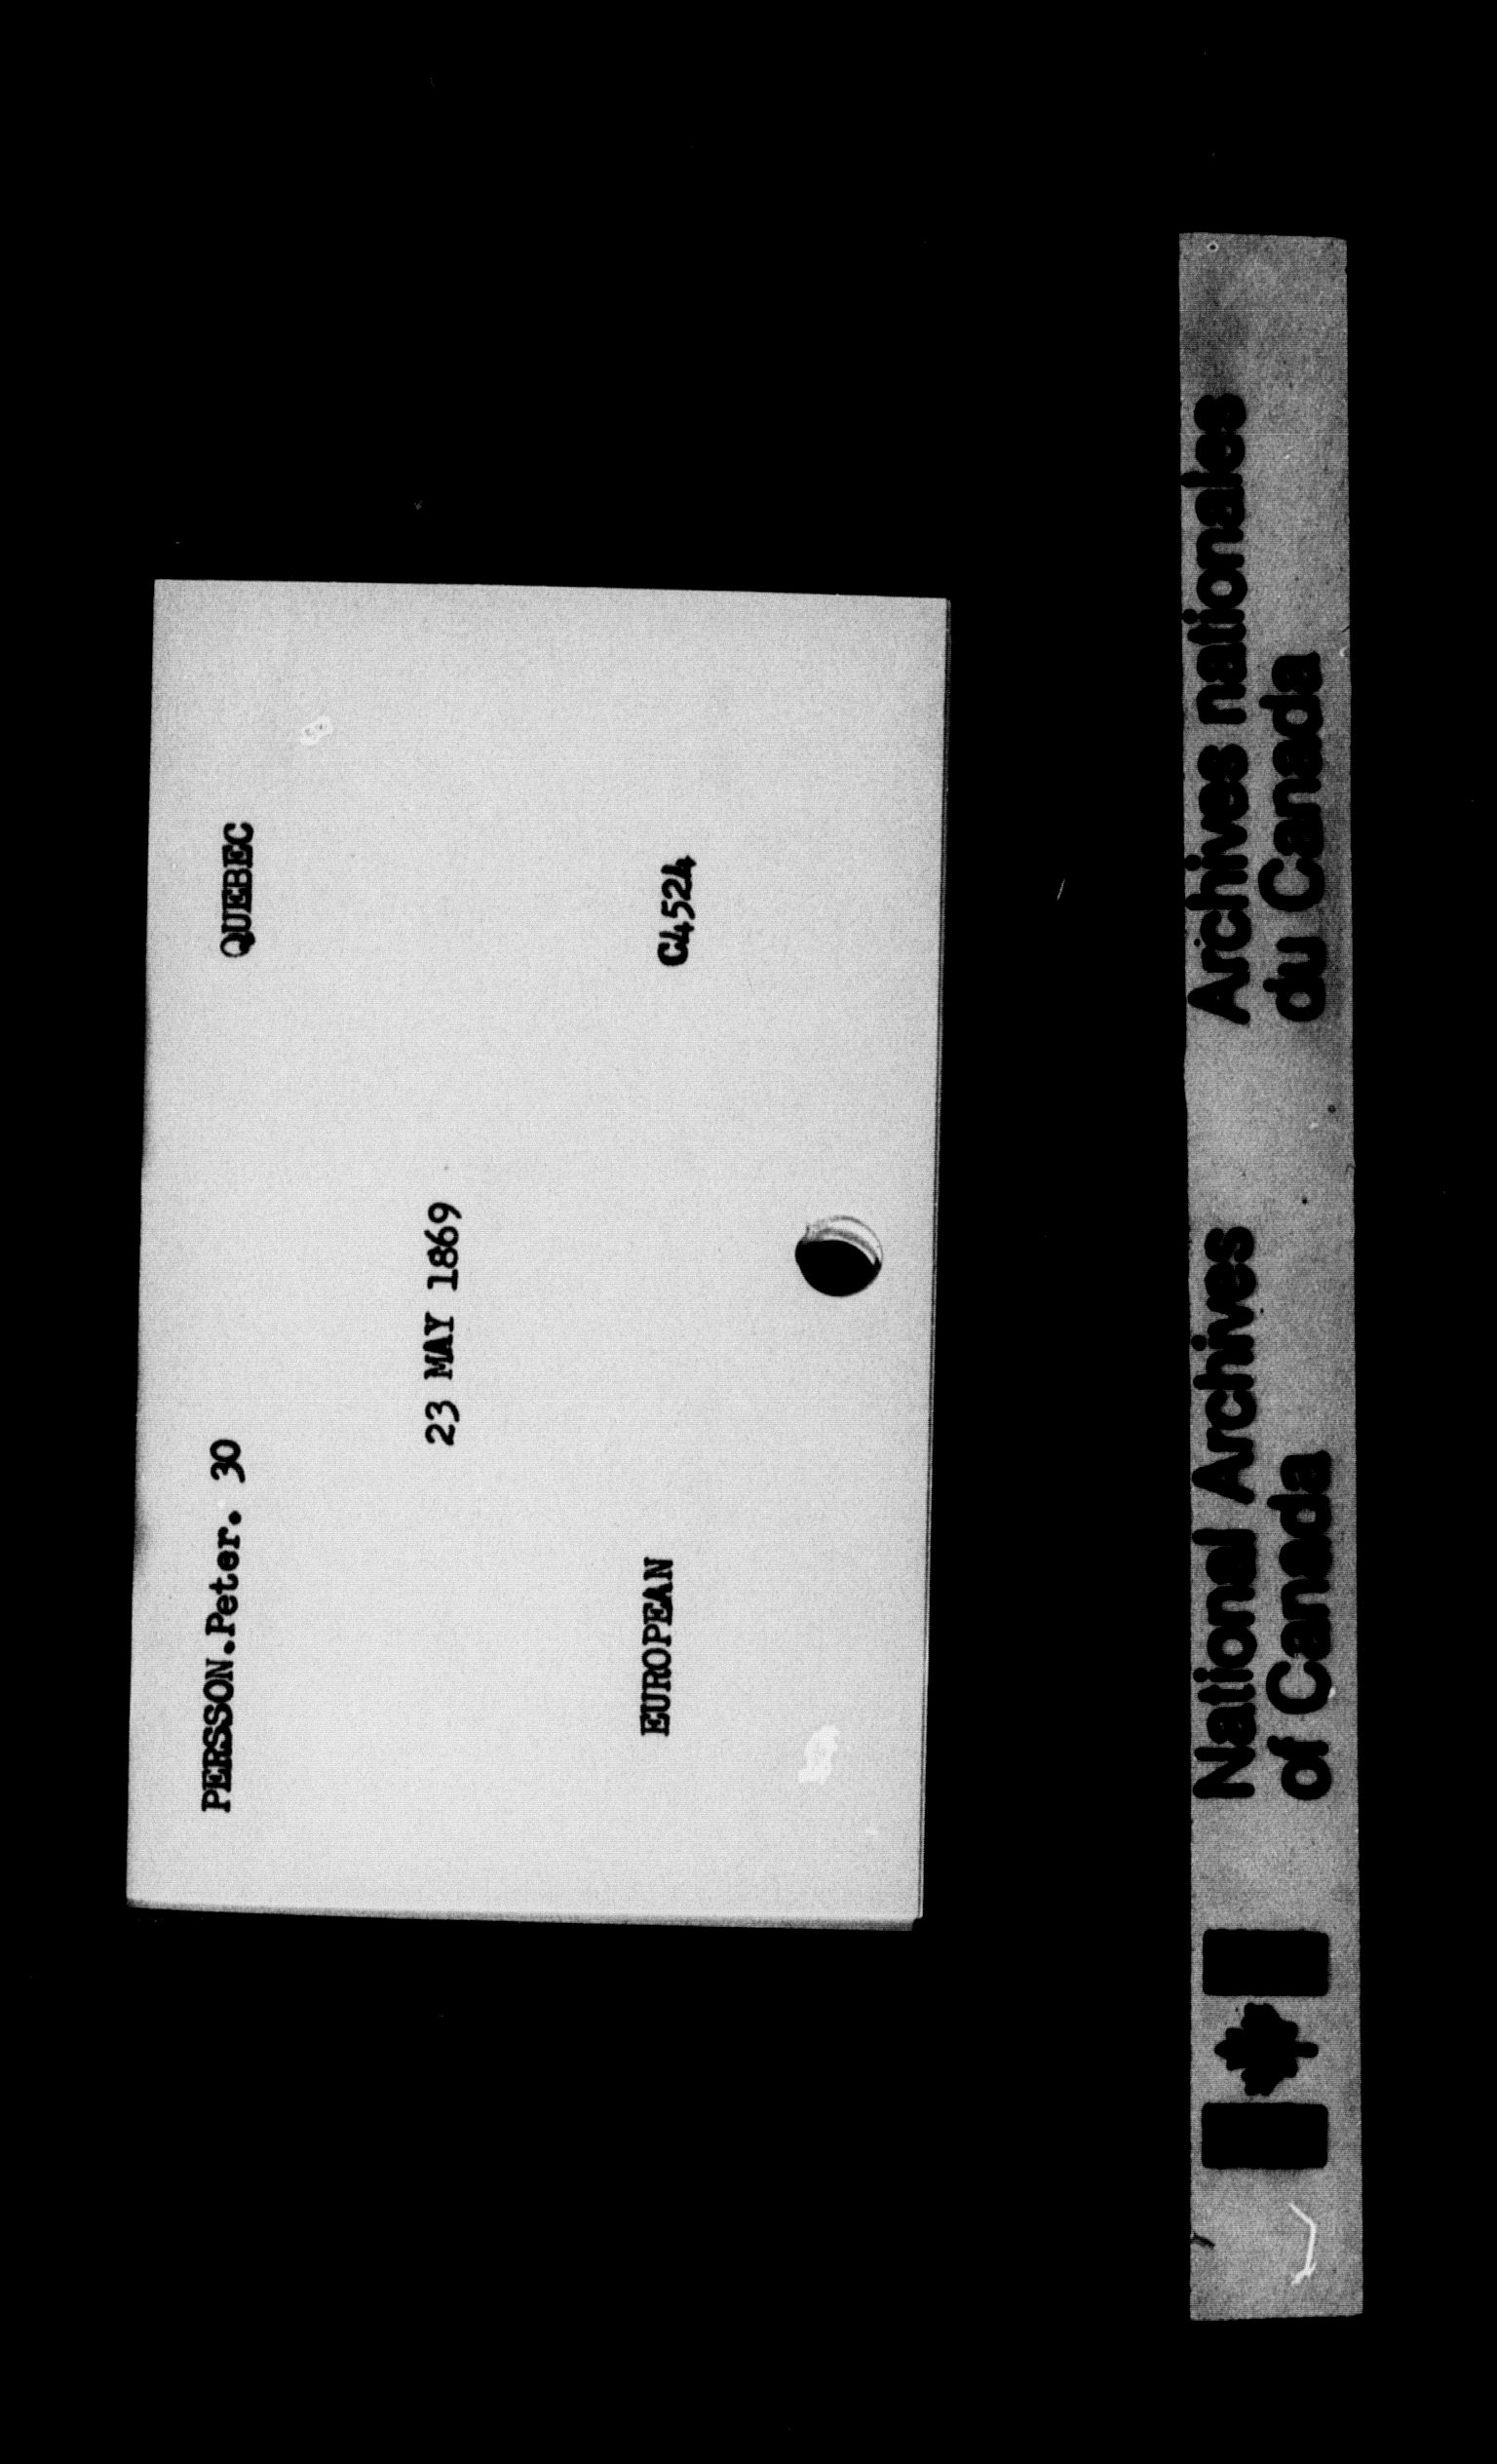 PERSSON.Peter. 30 QUEBEC
23 MAY 1869
EUROPEAN C4524
National Archives Archives nationales
of Canada du Canada